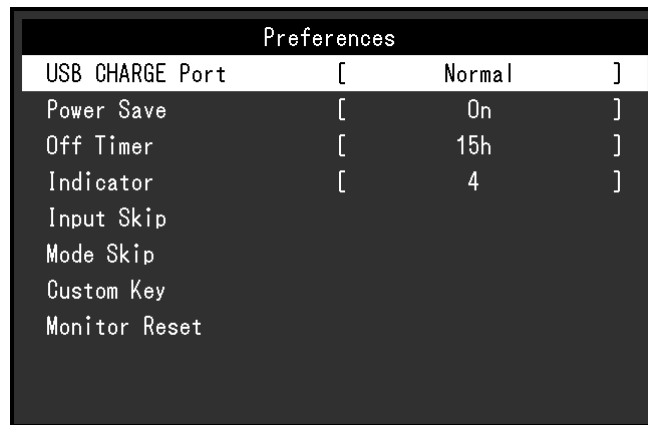 Preferences
USB CHARGE Port [ Normal ]
Power Save [ On ]
Off Timer [ 15h ]
Indicator [ 4 ]
Input Skip
Mode Skip
Custom Key
Monitor Reset